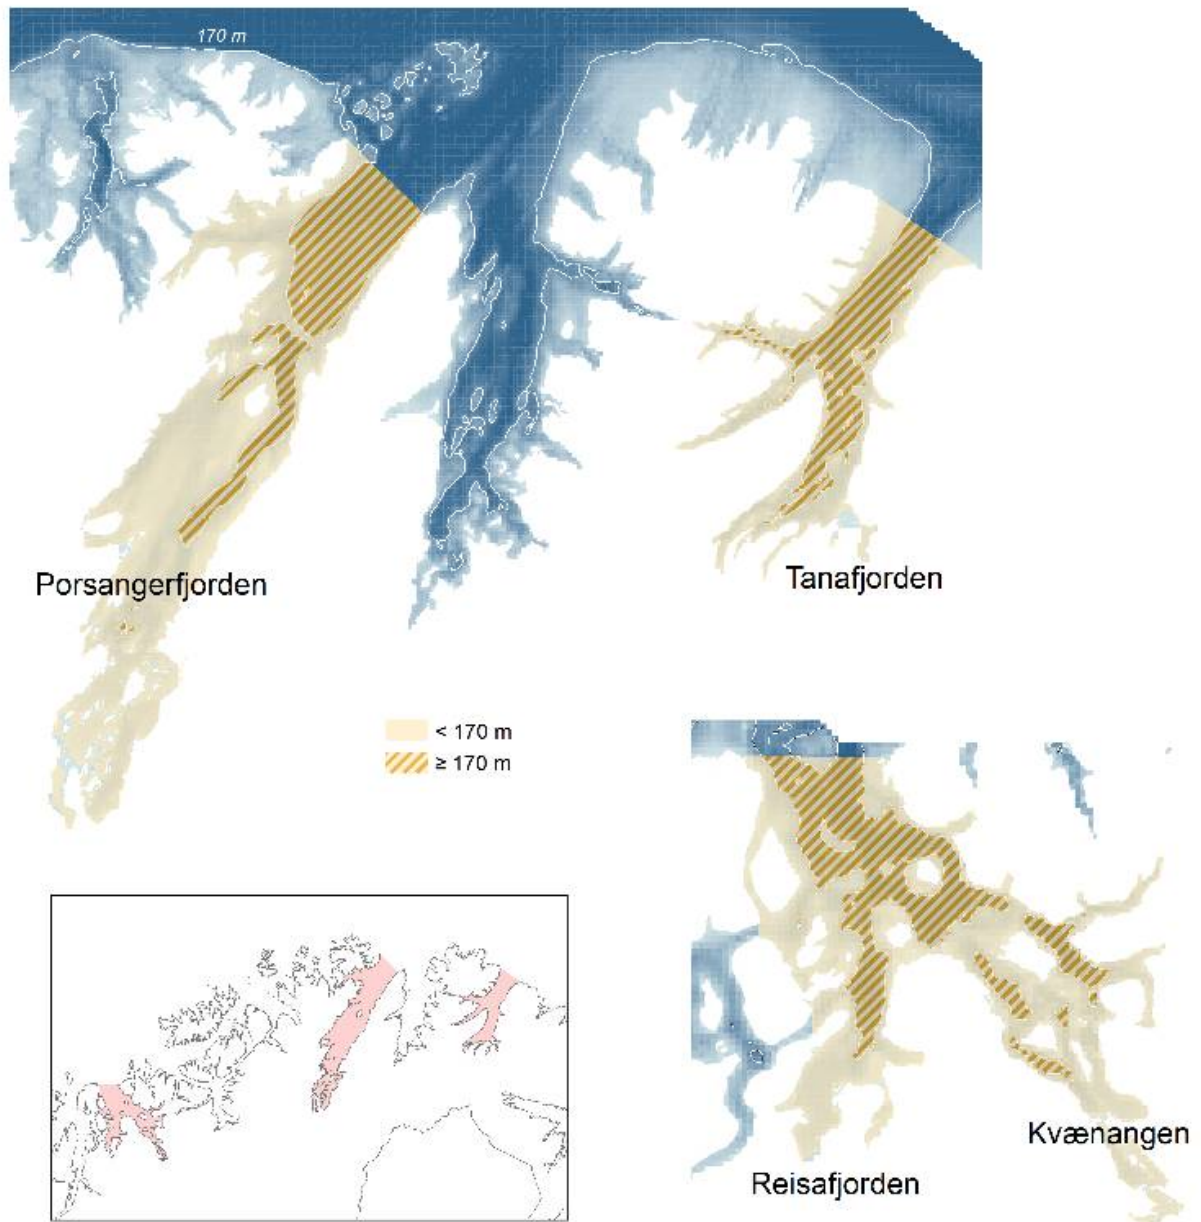 170 m
Porsangerfjorden
Tanafjorden
< 170 m
≥ 170 m
Kvænangen
Reisafjorden